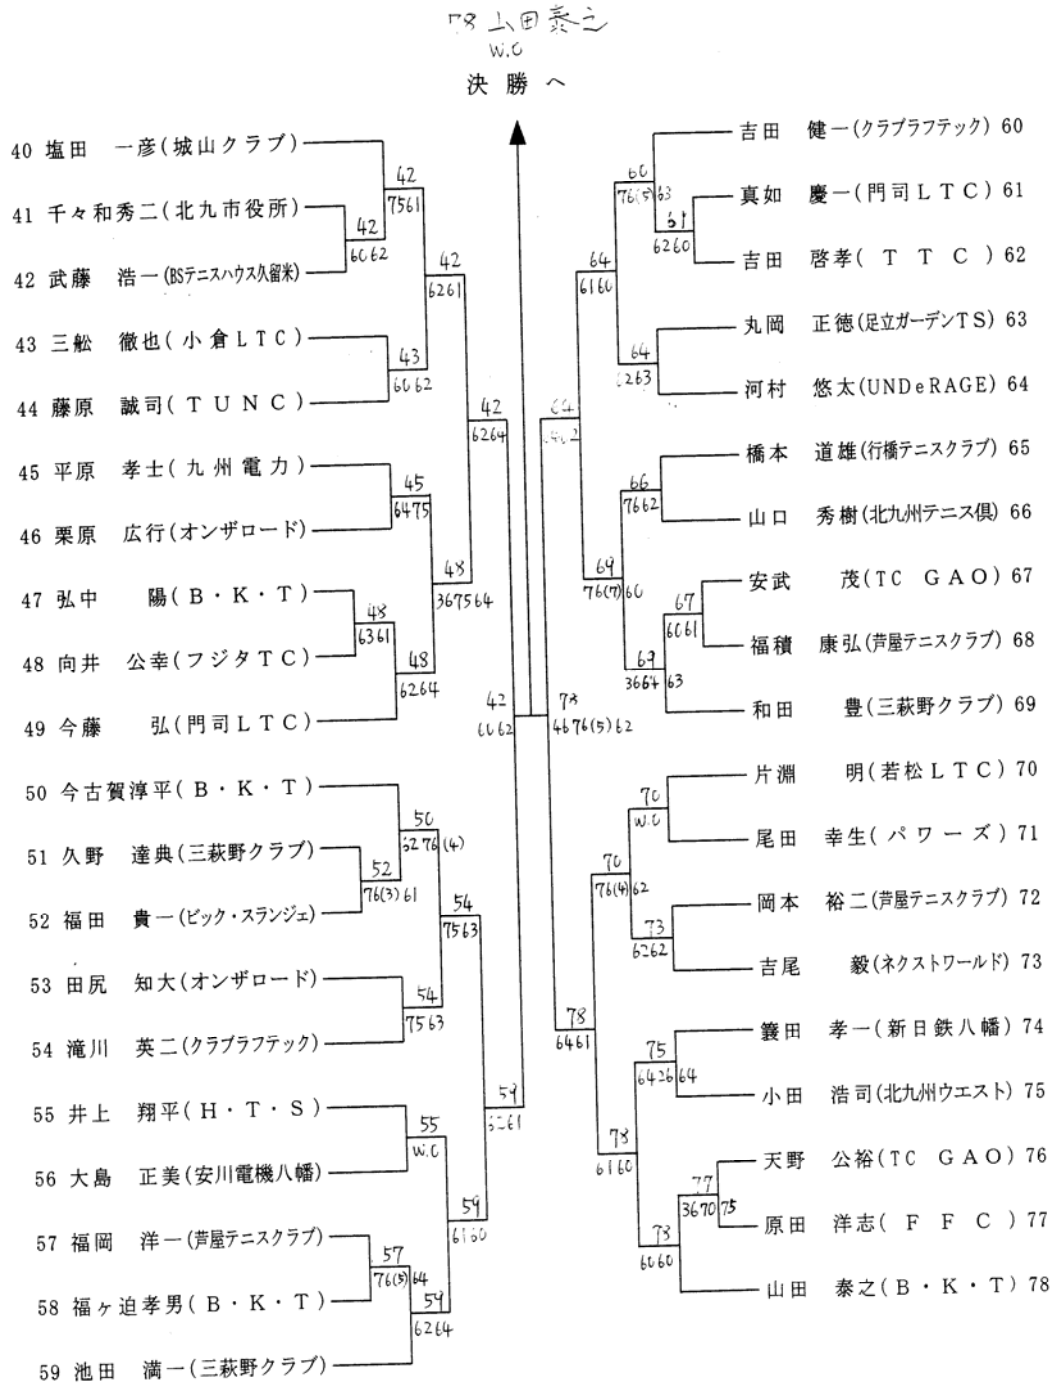 78 山田泰之
W.O
決勝へ
40 塩田 一彦(城山クラブ)
42
7561
41 千々和秀二(北九市役所)
42
6062
42 武藤 浩一(BSテニスハウス久留米)
42
6261
43 三舩 徹也(小倉LTC)
43
6062
44 藤原 誠司(TUNC)
42
6264
45 平原 孝士(九州電力)
45
6475
46 栗原 広行(オンザロード)
48
367564
47 弘中 陽(B・K・T)
48
6361
48 向井 公幸(フジタTC)
48
6264
49 今藤 弘(門司LTC)
42
6062
50 今古賀淳平(B・K・T)
50
6276(4)
51 久野 達典(三萩野クラブ)
52
76(3)61
52 福田 貴一(ビック・スランジェ)
54
7563
53 田尻 知大(オンザロード)
54
7563
54 滝川 英二(クラブラフテック)
59
6261
55 井上 翔平(H・T・S)
55
W.O
56 大島 正美(安川電機八幡)
59
6160
57 福岡 洋一(芦屋テニスクラブ)
57
76(5)64
58 福ヶ迫孝男(B・K・T)
59
6264
59 池田 満一(三萩野クラブ)
吉田 健一(クラブラフテック) 60
60
76(5)63
真如 慶一(門司LTC) 61
61
6260
吉田 啓孝(TTC) 62
64
6160
丸岡 正徳(足立ガーデンTS) 63
64
263
河村 悠太(UNDeRAGE) 64
64
橋本 道雄(行橋テニスクラブ) 65
66
7662
山口 秀樹(北九州テニス倶) 66
69
76(7)60
安武 茂(TC GAO) 67
67
6061
福積 康弘(芦屋テニスクラブ) 68
69
366463
和田 豊(三萩野クラブ) 69
78
4676(5)62
片淵 明(若松LTC) 70
70
W.O
尾田 幸生(パワーズ) 71
70
76(4)62
岡本 裕二(芦屋テニスクラブ) 72
73
6262
吉尾 毅(ネクストワールド) 73
78
6461
簑田 孝一(新日鉄八幡) 74
75
642664
小田 浩司(北九州ウエスト) 75
78
6160
天野 公裕(TC GAO) 76
77
367075
原田 洋志(FFC) 77
78
6060
山田 泰之(B・K・T) 78